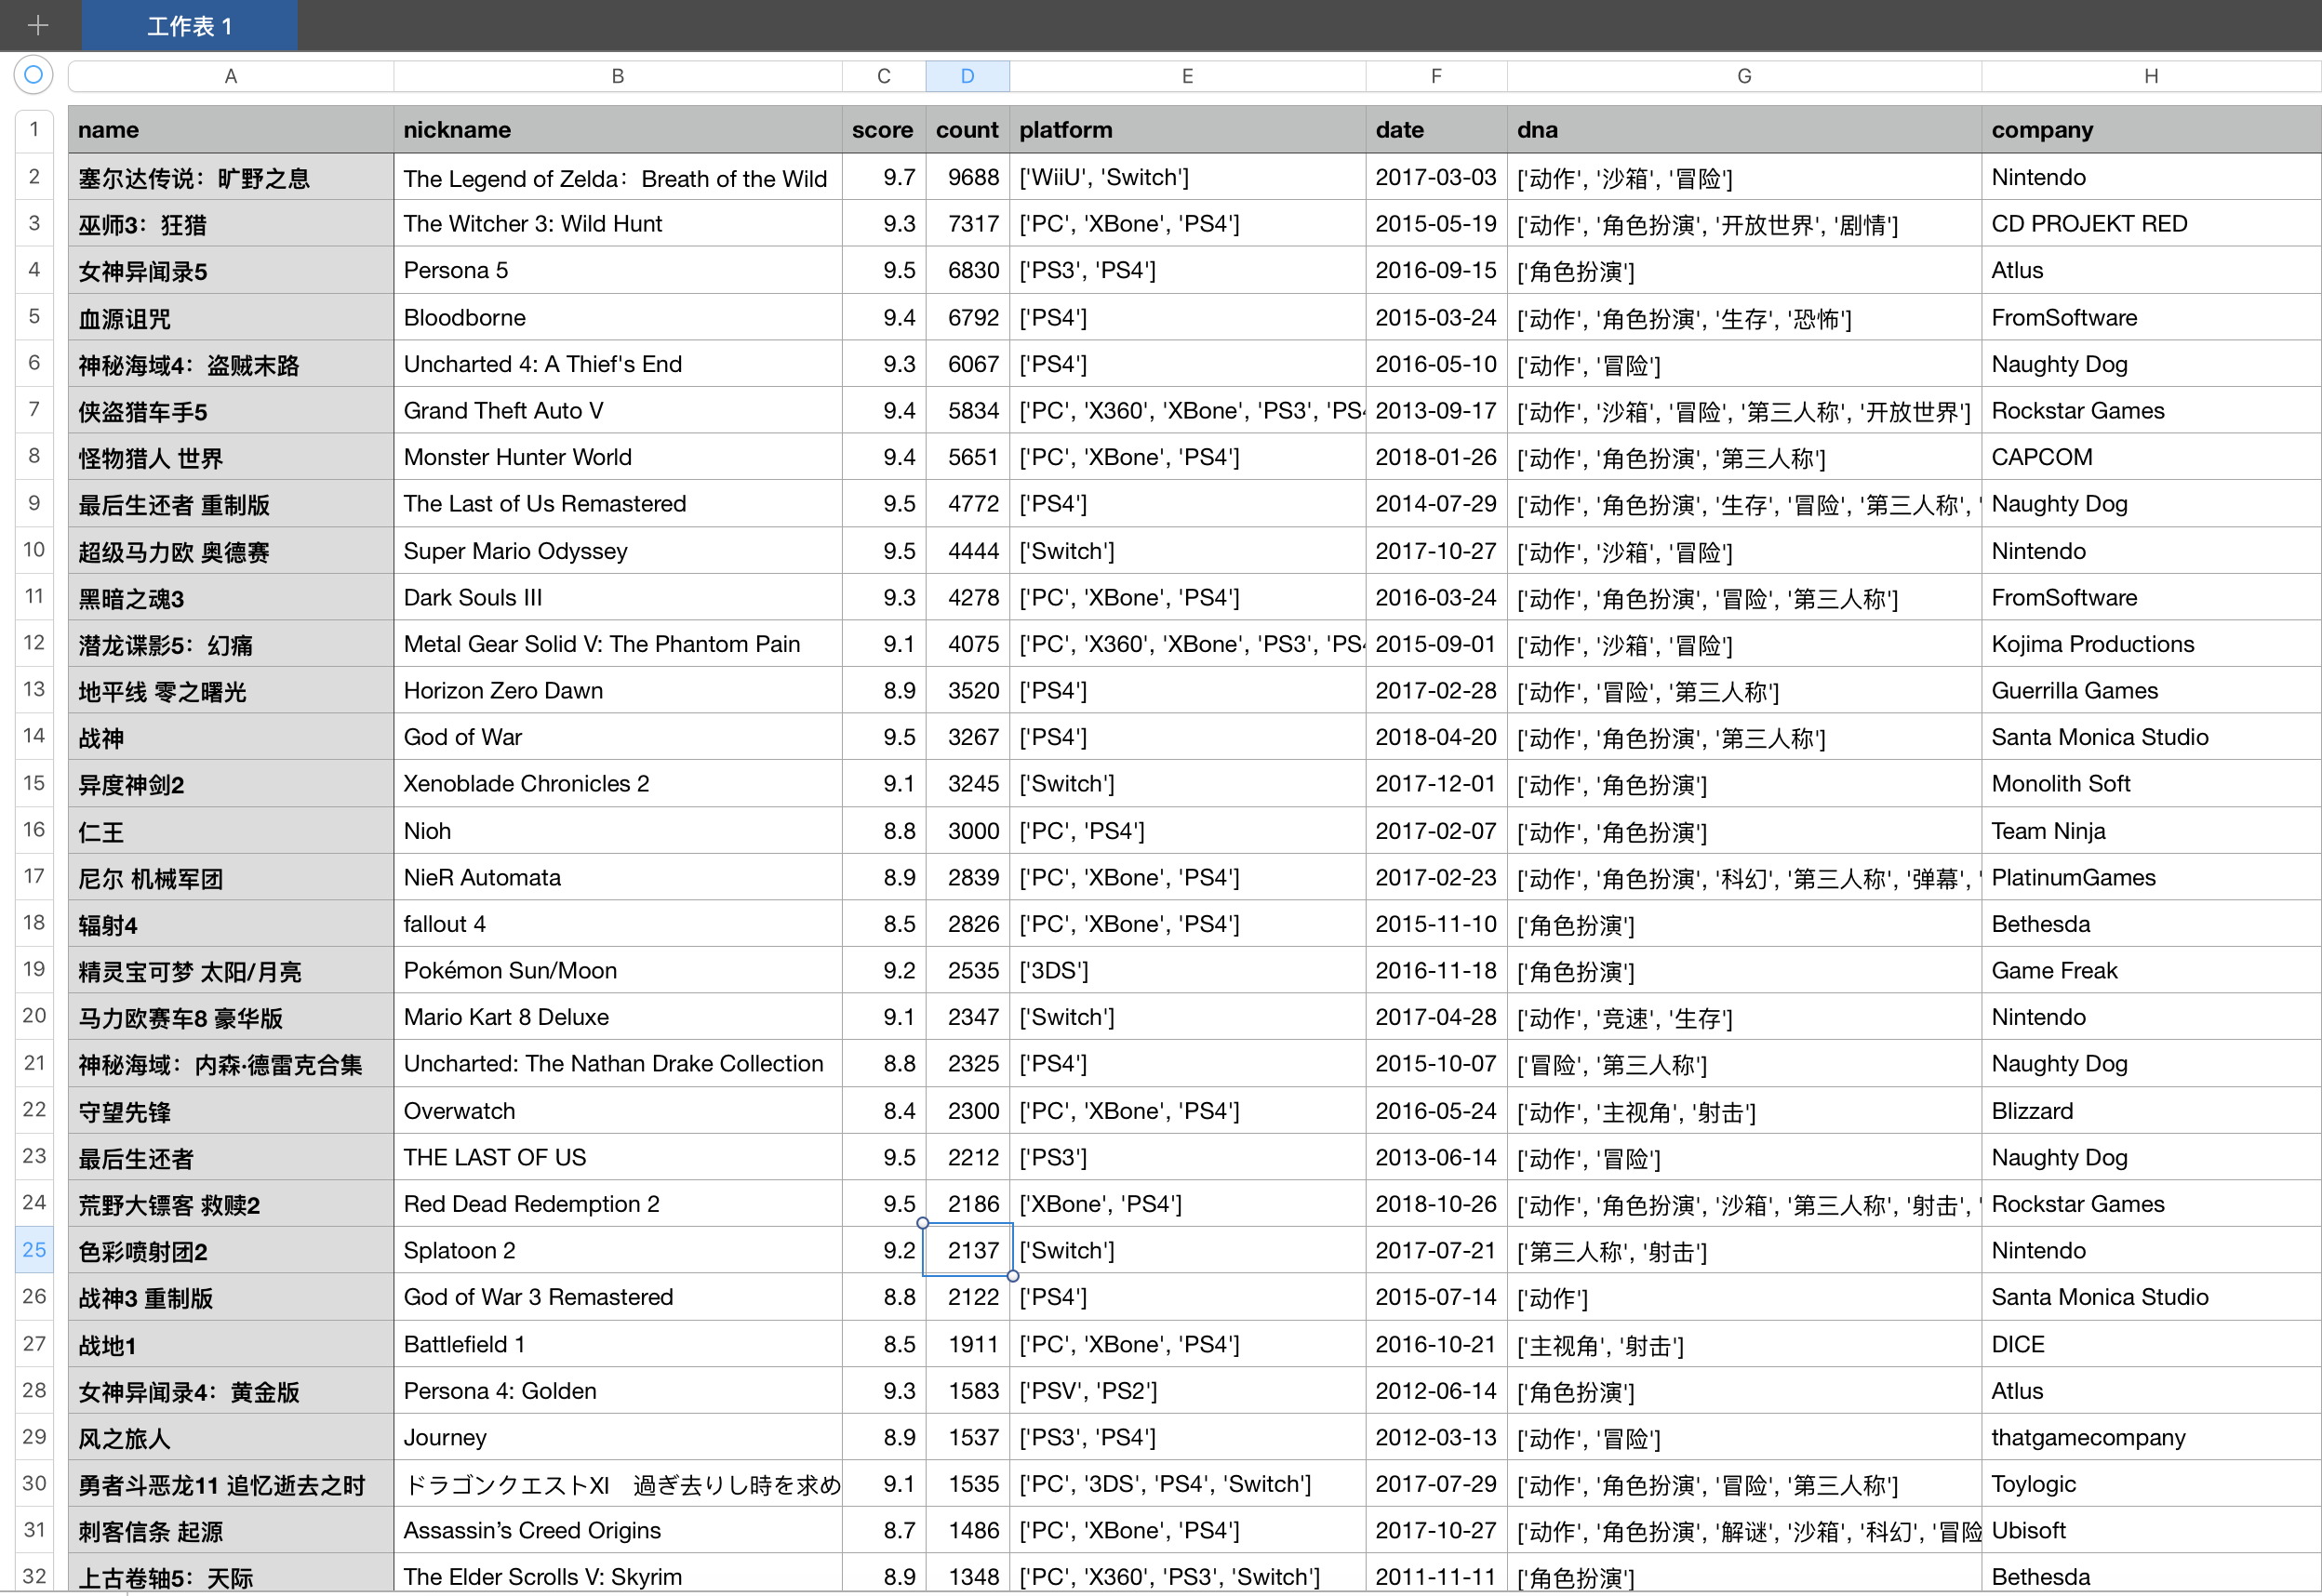 工作表 1
A B C D E F G H
1 name nickname score count platform date dna company
2 塞尔达传说：旷野之息 The Legend of Zelda：Breath of the Wild 9.7 9688 ['WiiU', 'Switch'] 2017-03-03 ['动作', '沙箱', '冒险'] Nintendo
3 巫师3：狂猎 The Witcher 3: Wild Hunt 9.3 7317 ['PC', 'XBone', 'PS4'] 2015-05-19 ['动作', '角色扮演', '开放世界', '剧情'] CD PROJEKT RED
4 女神异闻录5 Persona 5 9.5 6830 ['PS3', 'PS4'] 2016-09-15 ['角色扮演'] Atlus
5 血源诅咒 Bloodborne 9.4 6792 ['PS4'] 2015-03-24 ['动作', '角色扮演', '生存', '恐怖'] FromSoftware
6 神秘海域4：盗贼末路 Uncharted 4: A Thief's End 9.3 6067 ['PS4'] 2016-05-10 ['动作', '冒险'] Naughty Dog
7 侠盗猎车手5 Grand Theft Auto V 9.4 5834 ['PC', 'X360', 'XBone', 'PS3', 'PS4 2013-09-17 ['动作', '沙箱', '冒险', '第三人称', '开放世界'] Rockstar Games
8 怪物猎人 世界 Monster Hunter World 9.4 5651 ['PC', 'XBone', 'PS4'] 2018-01-26 ['动作', '角色扮演', '第三人称'] CAPCOM
9 最后生还者 重制版 The Last of Us Remastered 9.5 4772 ['PS4'] 2014-07-29 ['动作', '角色扮演', '生存', '冒险', '第三人称', ' Naughty Dog
10 超级马力欧 奥德赛 Super Mario Odyssey 9.5 4444 ['Switch'] 2017-10-27 ['动作', '沙箱', '冒险'] Nintendo
11 黑暗之魂3 Dark Souls III 9.3 4278 ['PC', 'XBone', 'PS4'] 2016-03-24 ['动作', '角色扮演', '冒险', '第三人称'] FromSoftware
12 潜龙谍影5：幻痛 Metal Gear Solid V: The Phantom Pain 9.1 4075 ['PC', 'X360', 'XBone', 'PS3', 'PS4 2015-09-01 ['动作', '沙箱', '冒险'] Kojima Productions
13 地平线 零之曙光 Horizon Zero Dawn 8.9 3520 ['PS4'] 2017-02-28 ['动作', '冒险', '第三人称'] Guerrilla Games
14 战神 God of War 9.5 3267 ['PS4'] 2018-04-20 ['动作', '角色扮演', '第三人称'] Santa Monica Studio
15 异度神剑2 Xenoblade Chronicles 2 9.1 3245 ['Switch'] 2017-12-01 ['动作', '角色扮演'] Monolith Soft
16 仁王 Nioh 8.8 3000 ['PC', 'PS4'] 2017-02-07 ['动作', '角色扮演'] Team Ninja
17 尼尔 机械军团 NieR Automata 8.9 2839 ['PC', 'XBone', 'PS4'] 2017-02-23 ['动作', '角色扮演', '科幻', '第三人称', '弹幕', ' PlatinumGames
18 辐射4 fallout 4 8.5 2826 ['PC', 'XBone', 'PS4'] 2015-11-10 ['角色扮演'] Bethesda
19 精灵宝可梦 太阳/月亮 Pokémon Sun/Moon 9.2 2535 ['3DS'] 2016-11-18 ['角色扮演'] Game Freak
20 马力欧赛车8 豪华版 Mario Kart 8 Deluxe 9.1 2347 ['Switch'] 2017-04-28 ['动作', '竞速', '生存'] Nintendo
21 神秘海域：内森·德雷克合集 Uncharted: The Nathan Drake Collection 8.8 2325 ['PS4'] 2015-10-07 ['冒险', '第三人称'] Naughty Dog
22 守望先锋 Overwatch 8.4 2300 ['PC', 'XBone', 'PS4'] 2016-05-24 ['动作', '主视角', '射击'] Blizzard
23 最后生还者 THE LAST OF US 9.5 2212 ['PS3'] 2013-06-14 ['动作', '冒险'] Naughty Dog
24 荒野大镖客 救赎2 Red Dead Redemption 2 9.5 2186 ['XBone', 'PS4'] 2018-10-26 ['动作', '角色扮演', '沙箱', '第三人称', '射击', ' Rockstar Games
25 色彩喷射团2 Splatoon 2 9.2 2137 ['Switch'] 2017-07-21 ['第三人称', '射击'] Nintendo
26 战神3 重制版 God of War 3 Remastered 8.8 2122 ['PS4'] 2015-07-14 ['动作'] Santa Monica Studio
27 战地1 Battlefield 1 8.5 1911 ['PC', 'XBone', 'PS4'] 2016-10-21 ['主视角', '射击'] DICE
28 女神异闻录4：黄金版 Persona 4: Golden 9.3 1583 ['PSV', 'PS2'] 2012-06-14 ['角色扮演'] Atlus
29 风之旅人 Journey 8.9 1537 ['PS3', 'PS4'] 2012-03-13 ['动作', '冒险'] thatgamecompany
30 勇者斗恶龙11 追忆逝去之时 ドラゴンクエストXI　過ぎ去りし時を求め 9.1 1535 ['PC', '3DS', 'PS4', 'Switch'] 2017-07-29 ['动作', '角色扮演', '冒险', '第三人称'] Toylogic
31 刺客信条 起源 Assassin’s Creed Origins 8.7 1486 ['PC', 'XBone', 'PS4'] 2017-10-27 ['动作', '角色扮演', '解谜', '沙箱', '科幻', '冒险 Ubisoft
32 上古卷轴5：天际 The Elder Scrolls V: Skyrim 8.9 1348 ['PC', 'X360', 'PS3', 'Switch'] 2011-11-11 ['角色扮演'] Bethesda